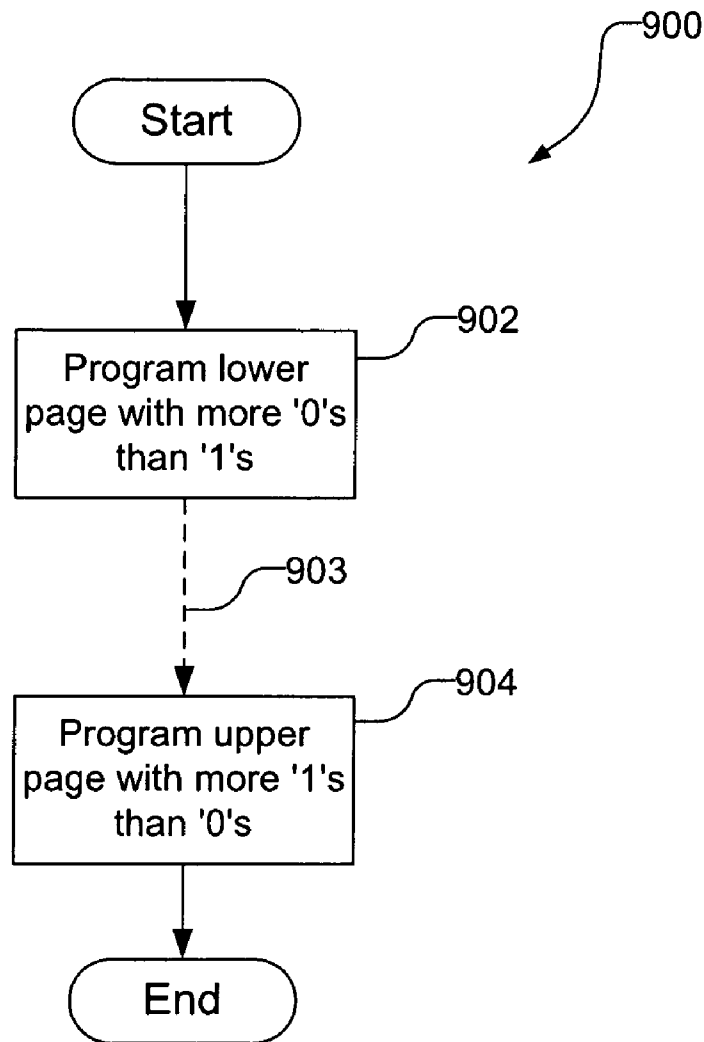 900
Start
902
Program lower
page with more '0's
than '1's
903
904
Program upper
page with more '1's
than '0's
End